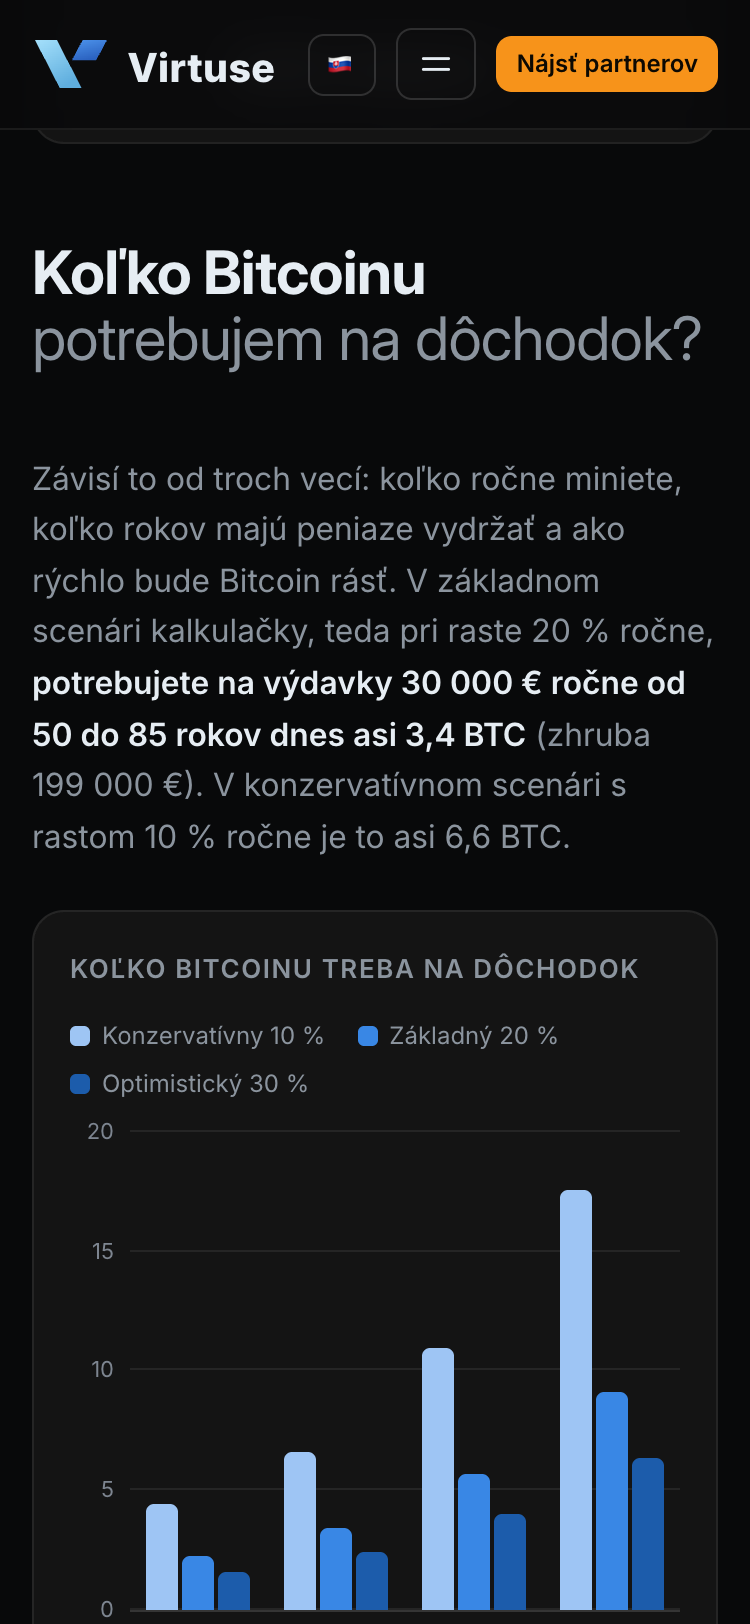 Virtuse
Nájsť partnerov
Koľko Bitcoinu
potrebujem na dôchodok?
Závisí to od troch vecí: koľko ročne miniete,
koľko rokov majú peniaze vydržať a ako
rýchlo bude Bitcoin rásť. V základnom
scenári kalkulačky, teda pri raste 20 % ročne,
potrebujete na výdavky 30 000 € ročne od
50 do 85 rokov dnes asi 3,4 BTC (zhruba
199 000 €). V konzervatívnom scenári s
rastom 10 % ročne je to asi 6,6 BTC.
KOĽKO BITCOINU TREBA NA DÔCHODOK
Konzervatívny 10 % Základný 20 %
Optimistický 30 %
20
15
10
5
0